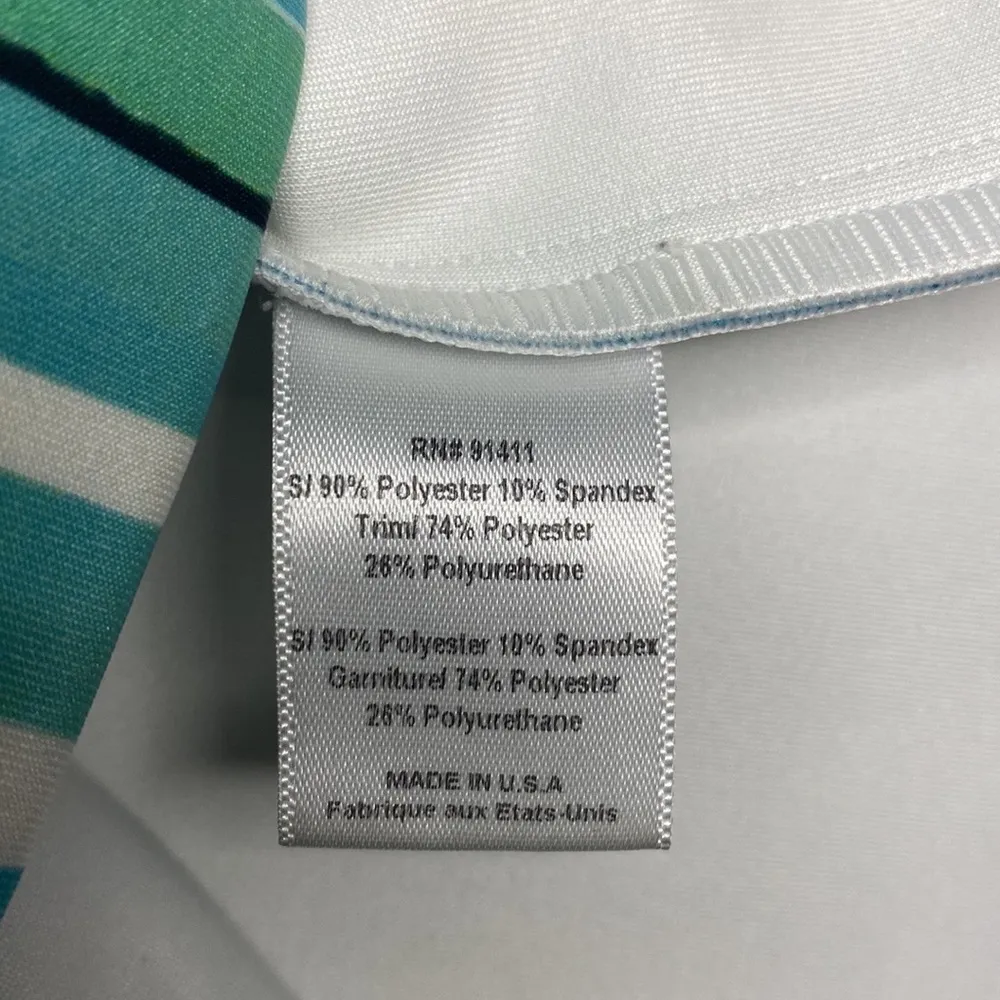 RN# 91411
S/ 90% Polyester 10% Spandex
Trim/ 74% Polyester
26% Polyurethane
S/ 90% Polyester 10% Spandex
Garniture/ 74% Polyester
26% Polyurethane
MADE IN U.S.A
Fabrique aux Etats-Unis